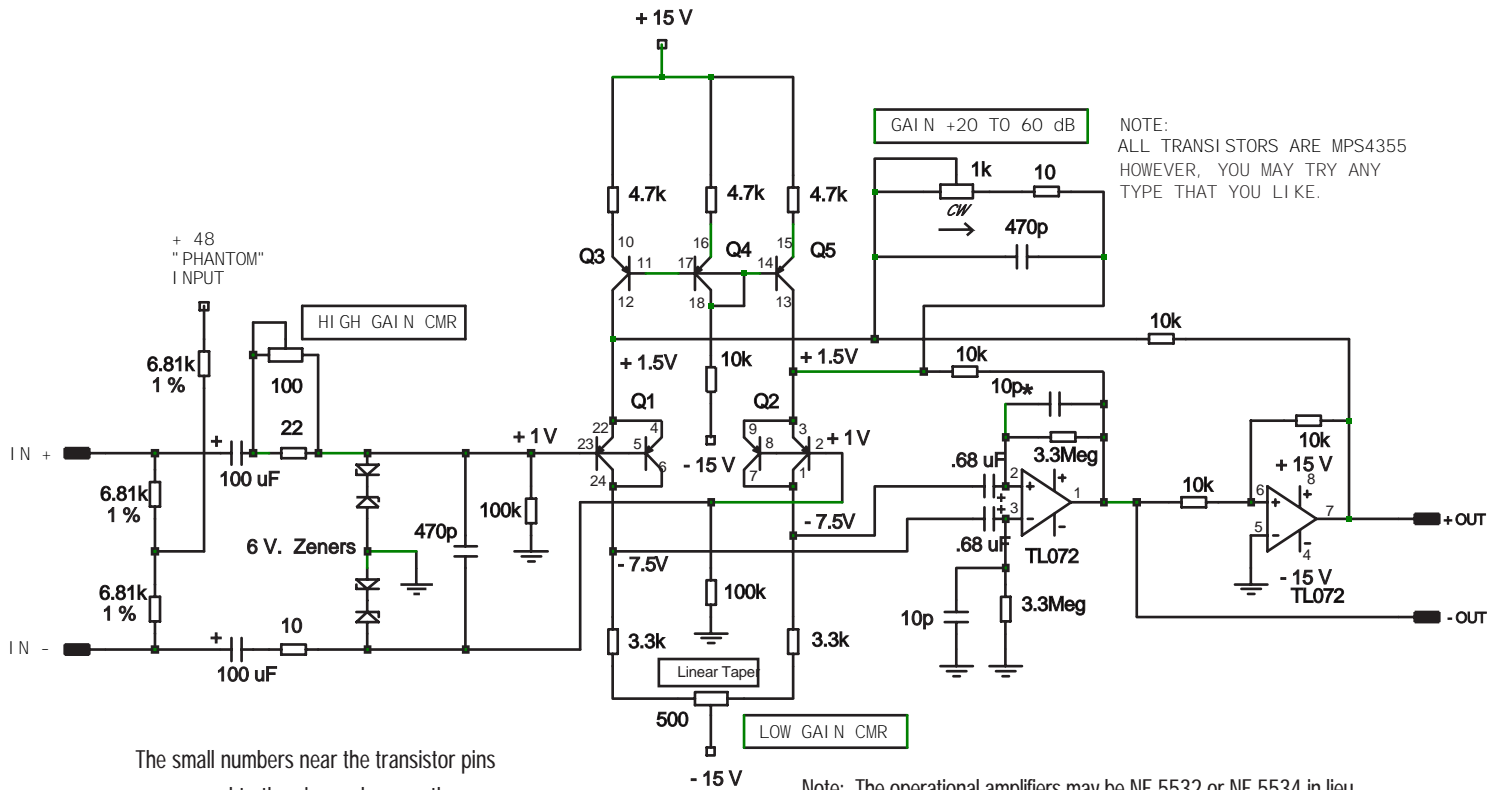 + 15 V
GAIN +20 TO 60 dB
NOTE:
ALL TRANSISTORS ARE MPS4355
HOWEVER, YOU MAY TRY ANY
TYPE THAT YOU LIKE.
1k
10
CW
470p
4.7k
4.7k
4.7k
+ 48
"PHANTOM"
INPUT
10
16
15
Q3
11
17
Q4
14
Q5
12
18
13
HIGH GAIN CMR
6.81k
1 %
100
22
+ 1.5V
10k
+ 1.5V
10k
10k
10p*
Q1
Q2
IN +
+
100 uF
+ 1 V
22
4
23
5
6
24
- 15 V
9
3
8
2
7
1
+ 1 V
3.3Meg
10k
6.81k
1 %
.68 uF
2
+
+
1
10k
+ 15 V
8
6
+
+
7
+ OUT
470p
100k
6 V. Zeners
- 7.5V
- 7.5V
+
+
3
-
-
.68 uF
TL072
5
-
-
4
- 15 V
TL072
6.81k
1 %
100k
10p
3.3Meg
- OUT
IN -
+
100 uF
10
3.3k
3.3k
Linear Taper
500
LOW GAIN CMR
- 15 V
The small numbers near the transistor pins
Note: The operational amplifiers may be NE 5532 or NE 5534 in lieu